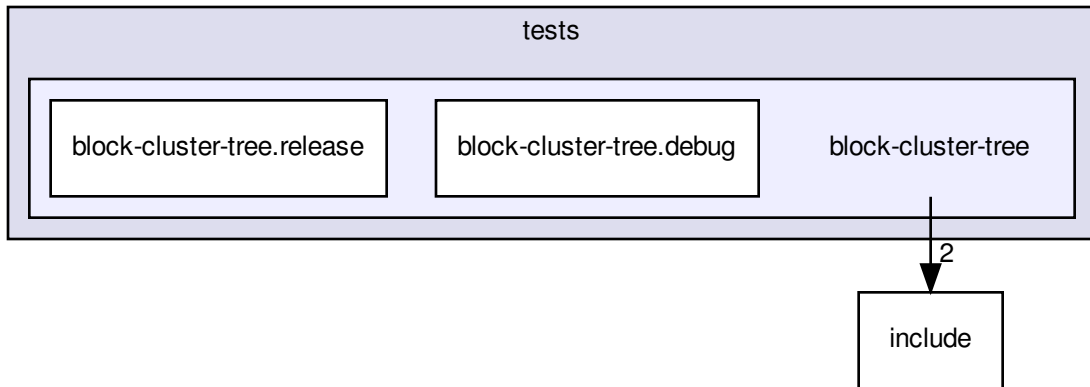 tests
block-cluster-tree.release
block-cluster-tree.debug
block-cluster-tree
2
include